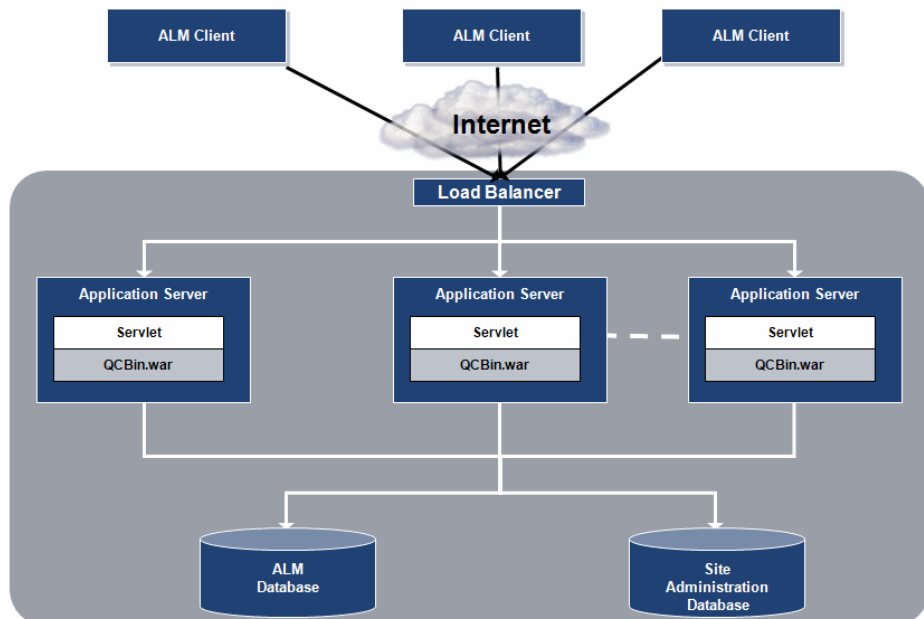 ALM Client
ALM Client
ALM Client
Internet
Load Balancer
Application Server
Servlet
QCBin.war
Application Server
Servlet
QCBin.war
Application Server
Servlet
QCBin.war
ALM
Database
Site
Administration
Database